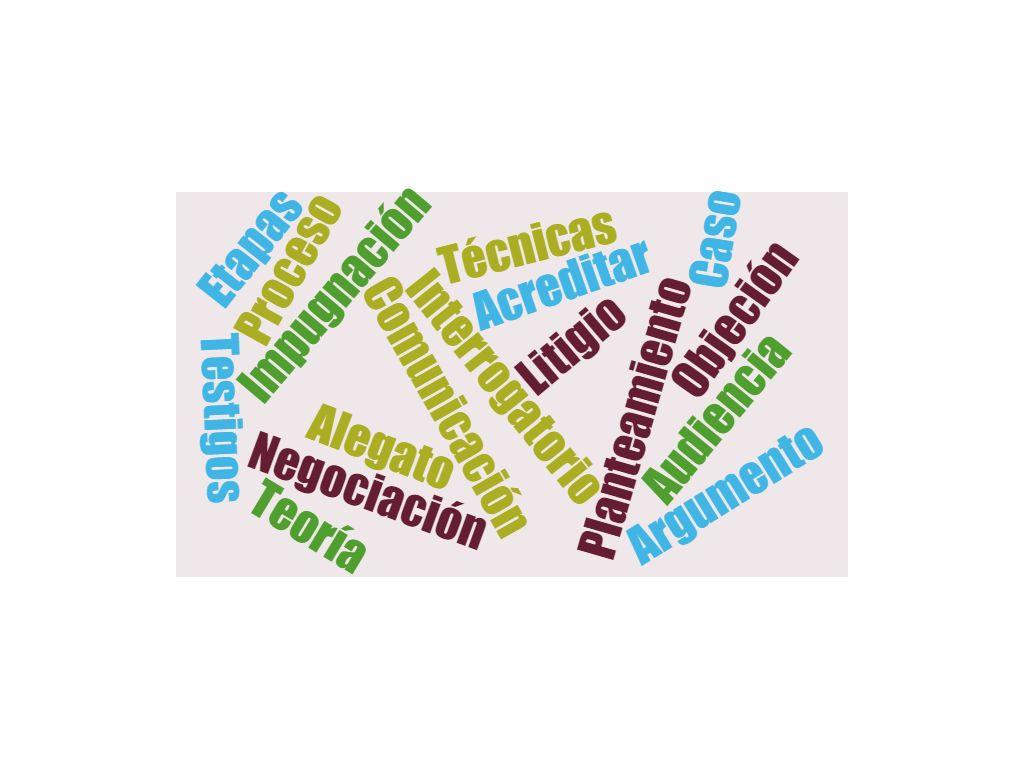 Etapas
Proceso
Impugnación
Técnicas
Acreditar
Caso
Comunicación
Interrogatorio
Litigio
Planteamiento
Objeción
Testigos
Audiencia
Alegato
Negociación
Argumento
Teoría